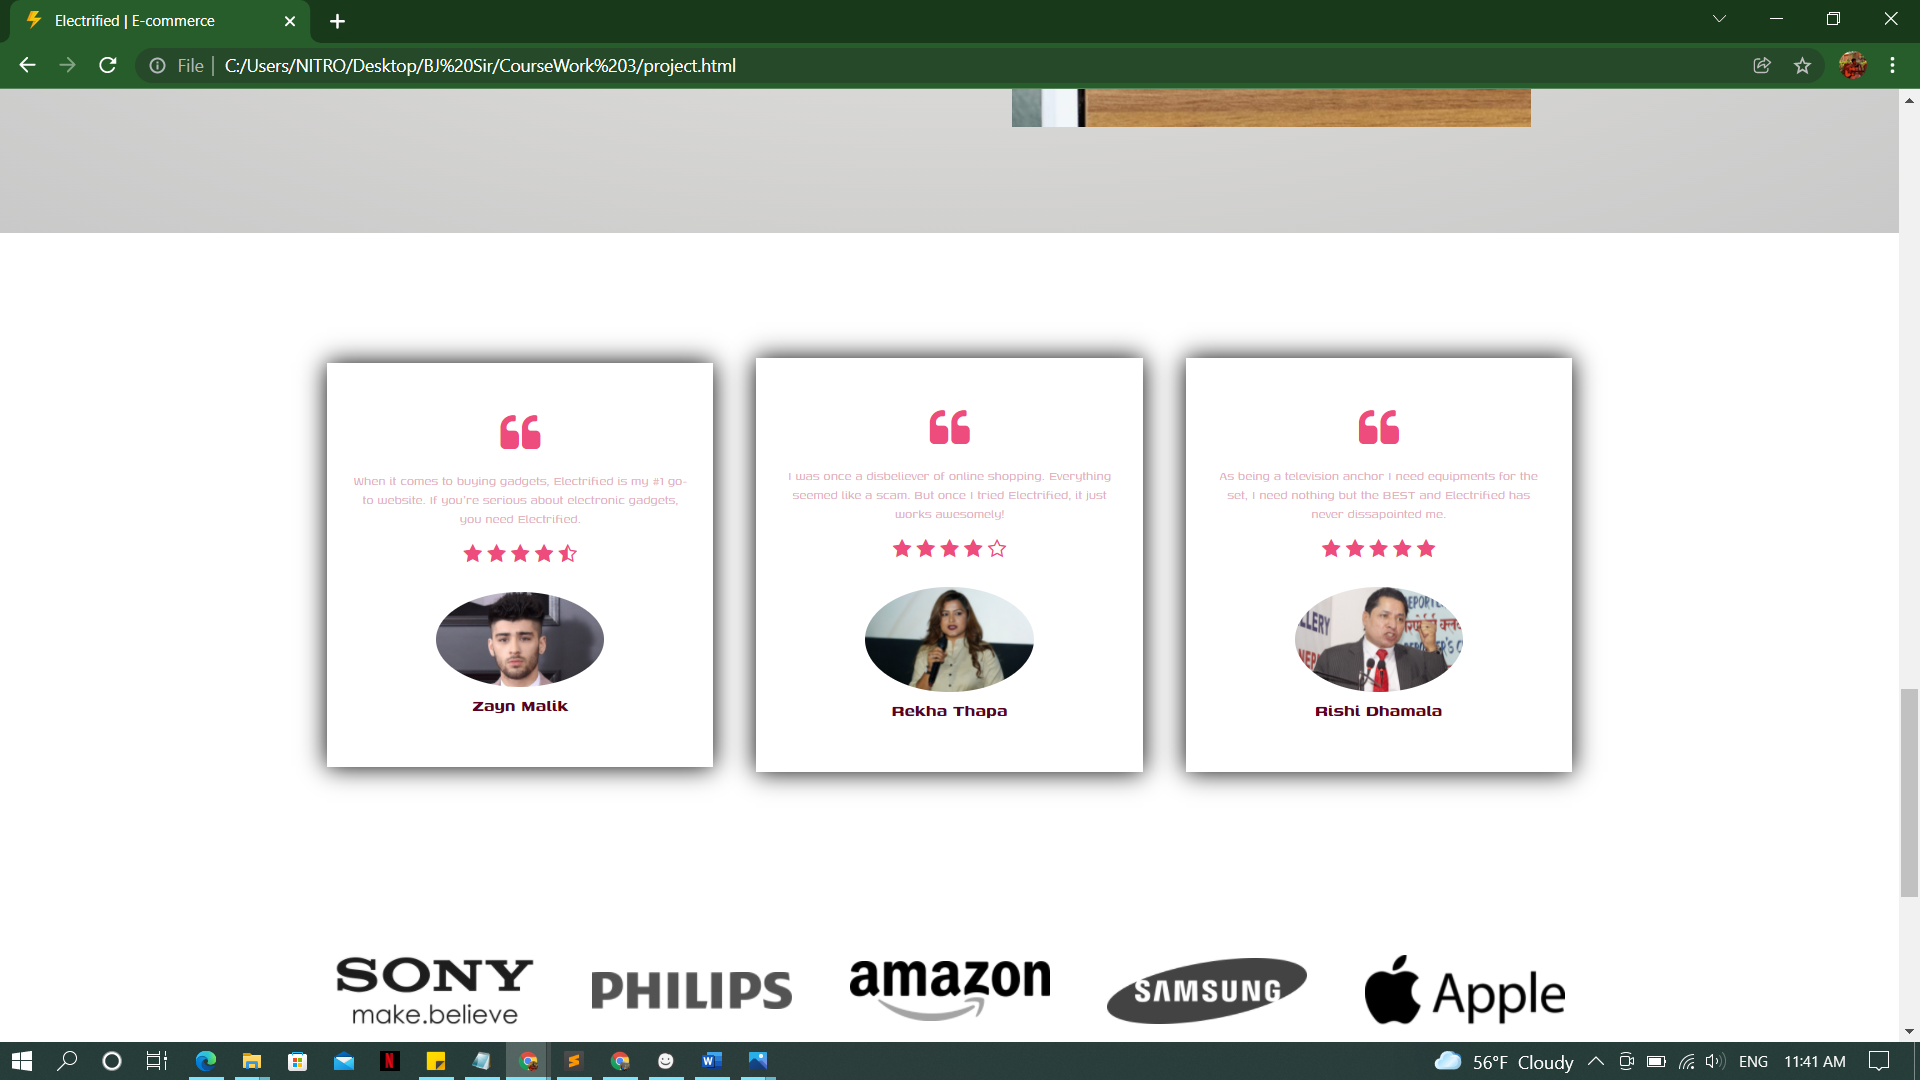 Electrified | E-commerce
File
C:/Users/NITRO/Desktop/BJ%20Sir/CourseWork%203/project.html
When it comes to buying gadgets, Electrified is my #1 go-
to website. If you're serious about electronic gadgets,
you need Electrified.
Zayn Malik
I was once a disbeliever of online shopping. Everything
seemed like a scam. But once I tried Electrified, it just
works awesomely!
Rekha Thapa
As being a television anchor I need equipments for the
set, I need nothing but the BEST and Electrified has
never dissapointed me.
Rishi Dhamala
SONY
make.believe
PHILIPS
amazon
SAMSUNG
Apple
56°F Cloudy
ENG
11:41 AM